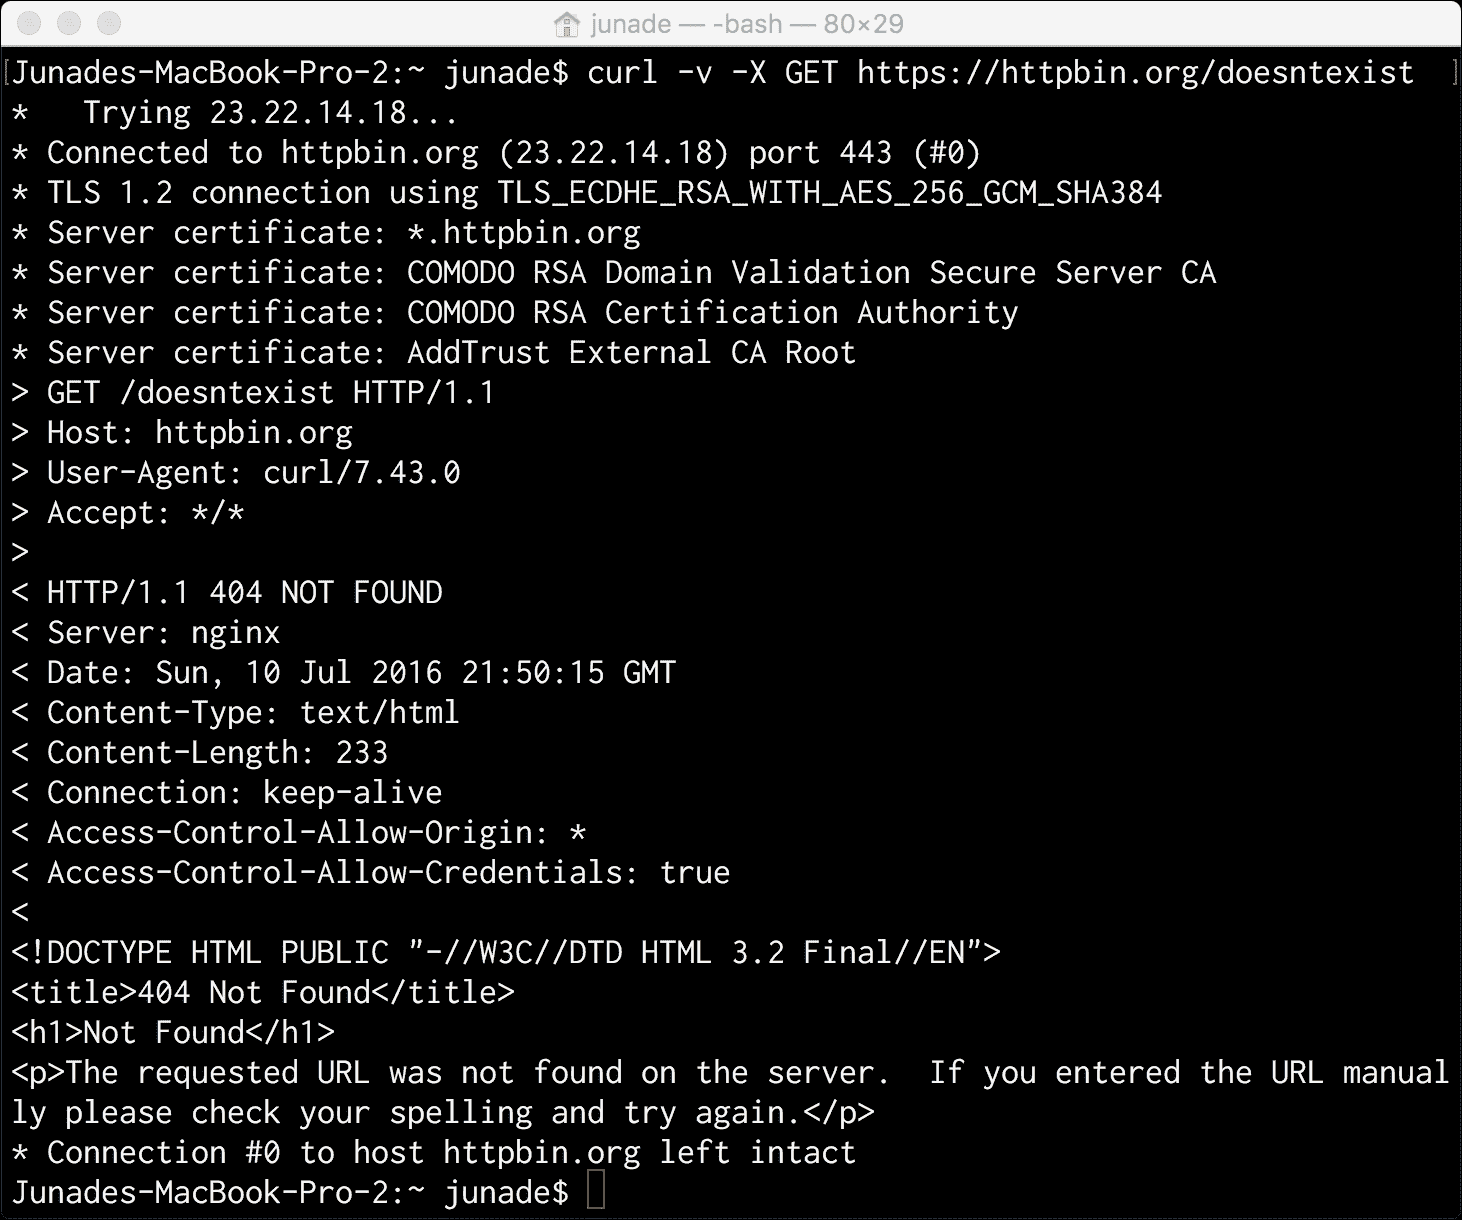 junade — -bash — 80×29
Junades-MacBook-Pro-2:~ junade$ curl -v -X GET https://httpbin.org/doesntexist
*   Trying 23.22.14.18...
* Connected to httpbin.org (23.22.14.18) port 443 (#0)
* TLS 1.2 connection using TLS_ECDHE_RSA_WITH_AES_256_GCM_SHA384
* Server certificate: *.httpbin.org
* Server certificate: COMODO RSA Domain Validation Secure Server CA
* Server certificate: COMODO RSA Certification Authority
* Server certificate: AddTrust External CA Root
> GET /doesntexist HTTP/1.1
> Host: httpbin.org
> User-Agent: curl/7.43.0
> Accept: */*
>
< HTTP/1.1 404 NOT FOUND
< Server: nginx
< Date: Sun, 10 Jul 2016 21:50:15 GMT
< Content-Type: text/html
< Content-Length: 233
< Connection: keep-alive
< Access-Control-Allow-Origin: *
< Access-Control-Allow-Credentials: true
<
<!DOCTYPE HTML PUBLIC "-//W3C//DTD HTML 3.2 Final//EN">
<title>404 Not Found</title>
<h1>Not Found</h1>
<p>The requested URL was not found on the server.  If you entered the URL manual
ly please check your spelling and try again.</p>
* Connection #0 to host httpbin.org left intact
Junades-MacBook-Pro-2:~ junade$